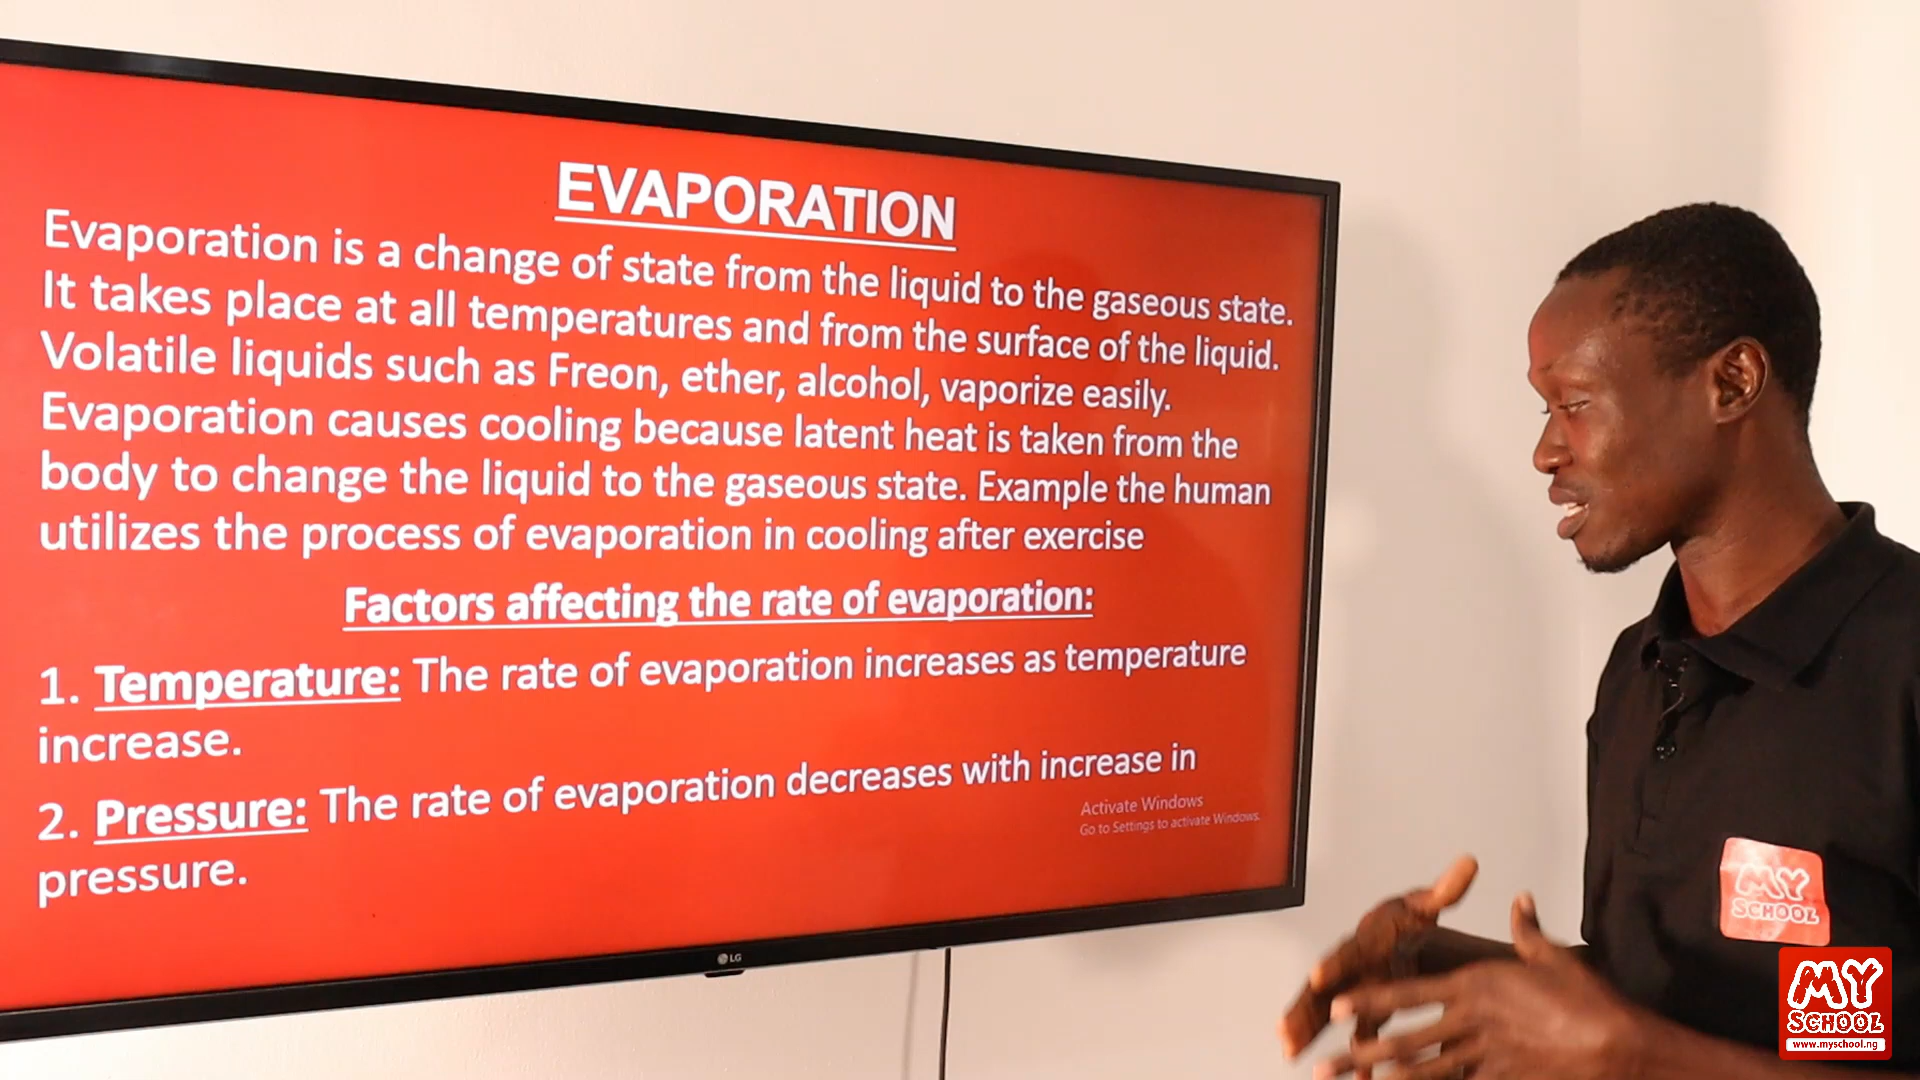 EVAPORATION
Evaporation is a change of state from the liquid to the gaseous state.
It takes place at all temperatures and from the surface of the liquid.
Volatile liquids such as Freon, ether, alcohol, vaporize easily.
Evaporation causes cooling because latent heat is taken from the
body to change the liquid to the gaseous state. Example the human
utilizes the process of evaporation in cooling after exercise
Factors affecting the rate of evaporation:
1. Temperature: The rate of evaporation increases as temperature
increase.
2. Pressure: The rate of evaporation decreases with increase in
pressure.
Activate Windows
Go to Settings to activate Windows.
LG
MY
SCHOOL
MY
SCHOOL
www.myschool.ng